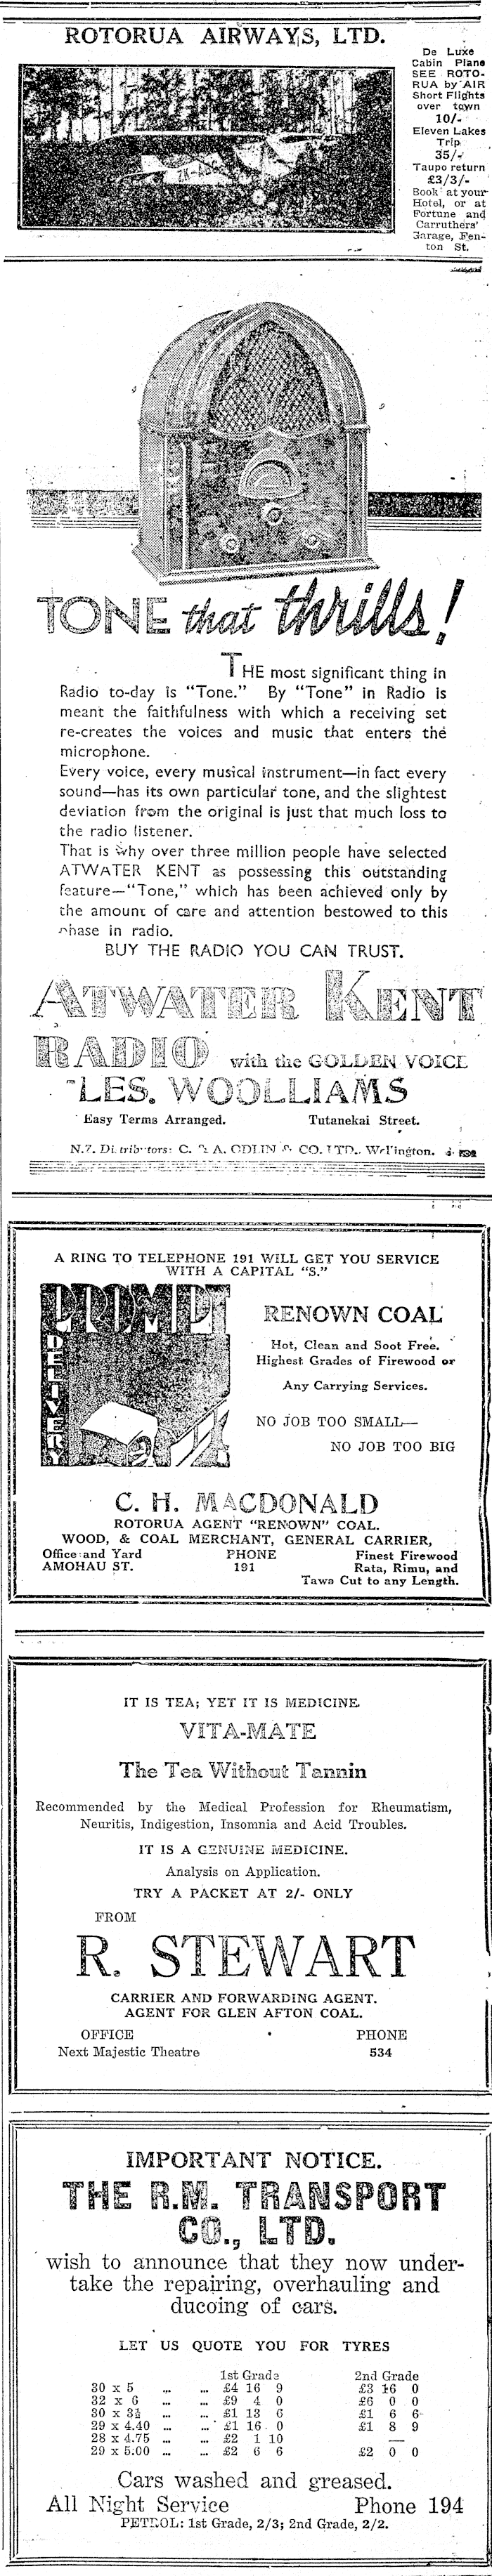 ROTORUA AIRWAYS, LTD.
De Luxe
Cabin Plane
SEE ROTO-
RUA by AIR
Short Flights
over town
10/-
Eleven Lakes
Trip
35/-
Taupo return
£3/3/-
Book at your
Hotel, or at
Fortune and
Carruthers'
Garage, Fen-
ton St.
TONE that thrills!
THE most significant thing in
Radio to-day is "Tone." By "Tone" in Radio is
meant the faithfulness with which a receiving set
re-creates the voices and music that enters the
microphone.
Every voice, every musical instrument—in fact every
sound—has its own particular tone, and the slightest
deviation from the original is just that much loss to
the radio listener.
That is why over three million people have selected
ATWATER KENT as possessing this outstanding
feature—"Tone," which has been achieved only by
the amount of care and attention bestowed to this
phase in radio.
BUY THE RADIO YOU CAN TRUST.
ATWATER KENT
RADIO with the GOLDEN VOICE
LES. WOOLLIAMS
Easy Terms Arranged. Tutanekai Street.
N.Z. Distributors: C. & A. ODLIN & CO. LTD., Wellington.
A RING TO TELEPHONE 191 WILL GET YOU SERVICE
WITH A CAPITAL "S."
PROMPT
DELIVERY
RENOWN COAL
Hot, Clean and Soot Free.
Highest Grades of Firewood or
Any Carrying Services.
NO JOB TOO SMALL—
NO JOB TOO BIG
C. H. MACDONALD
ROTORUA AGENT "RENOWN" COAL.
WOOD, & COAL MERCHANT, GENERAL CARRIER,
Office and Yard PHONE Finest Firewood
AMOHAU ST. 191 Rata, Rimu, and
Tawa Cut to any Length.
IT IS TEA; YET IT IS MEDICINE.
VITA-MATE
The Tea Without Tannin
Recommended by the Medical Profession for Rheumatism,
Neuritis, Indigestion, Insomnia and Acid Troubles.
IT IS A GENUINE MEDICINE.
Analysis on Application.
TRY A PACKET AT 2/- ONLY
FROM
R. STEWART
CARRIER AND FORWARDING AGENT.
AGENT FOR GLEN AFTON COAL.
OFFICE PHONE
Next Majestic Theatre 534
IMPORTANT NOTICE.
THE R.M. TRANSPORT
CO., LTD.
wish to announce that they now under-
take the repairing, overhauling and
ducoing of cars.
LET US QUOTE YOU FOR TYRES
1st Grade 2nd Grade
30 x 5 ... ... £4 16 9 £3 16 0
32 x 6 ... ... £9 4 0 £6 0 0
30 x 3½ ... ... £1 13 6 £1 6 6
29 x 4.40 ... ... £1 16 0 £1 8 9
28 x 4.75 ... ... £2 1 10 —
29 x 5.00 ... ... £2 6 6 £2 0 0
Cars washed and greased.
All Night Service Phone 194
PETROL: 1st Grade, 2/3; 2nd Grade, 2/2.